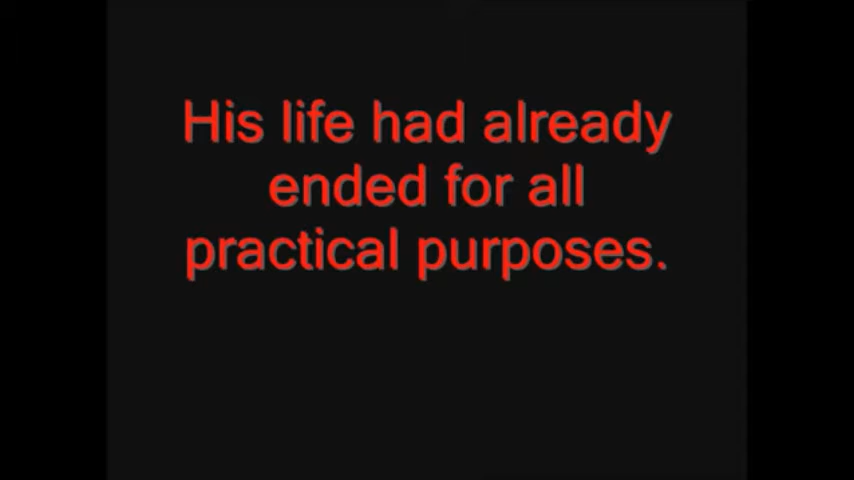 His life had already
ended for all
practical purposes.